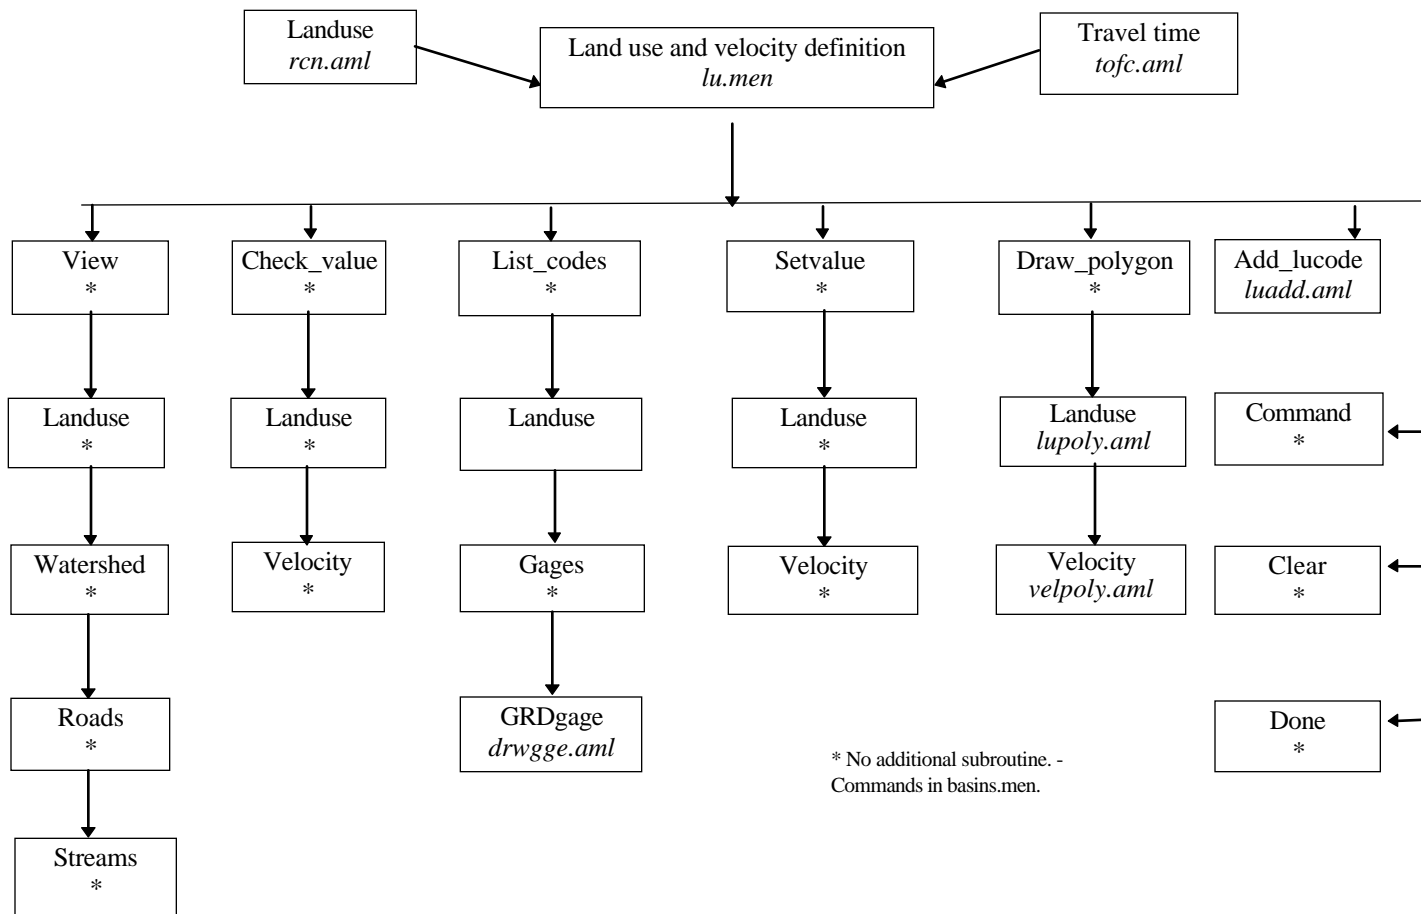 Landuse
rcn.aml
Land use and velocity definition
lu.men
Travel time
tofc.aml
View
*
Check_value
*
List_codes
*
Setvalue
*
Draw_polygon
*
Add_lucode
luadd.aml
Landuse
*
Landuse
*
Landuse
Landuse
*
Landuse
lupoly.aml
Command
*
Watershed
*
Velocity
*
Gages
*
Velocity
*
Velocity
velpoly.aml
Clear
*
Roads
*
GRDgage
drwgge.aml
* No additional subroutine. -
Commands in basins.men.
Done
*
Streams
*